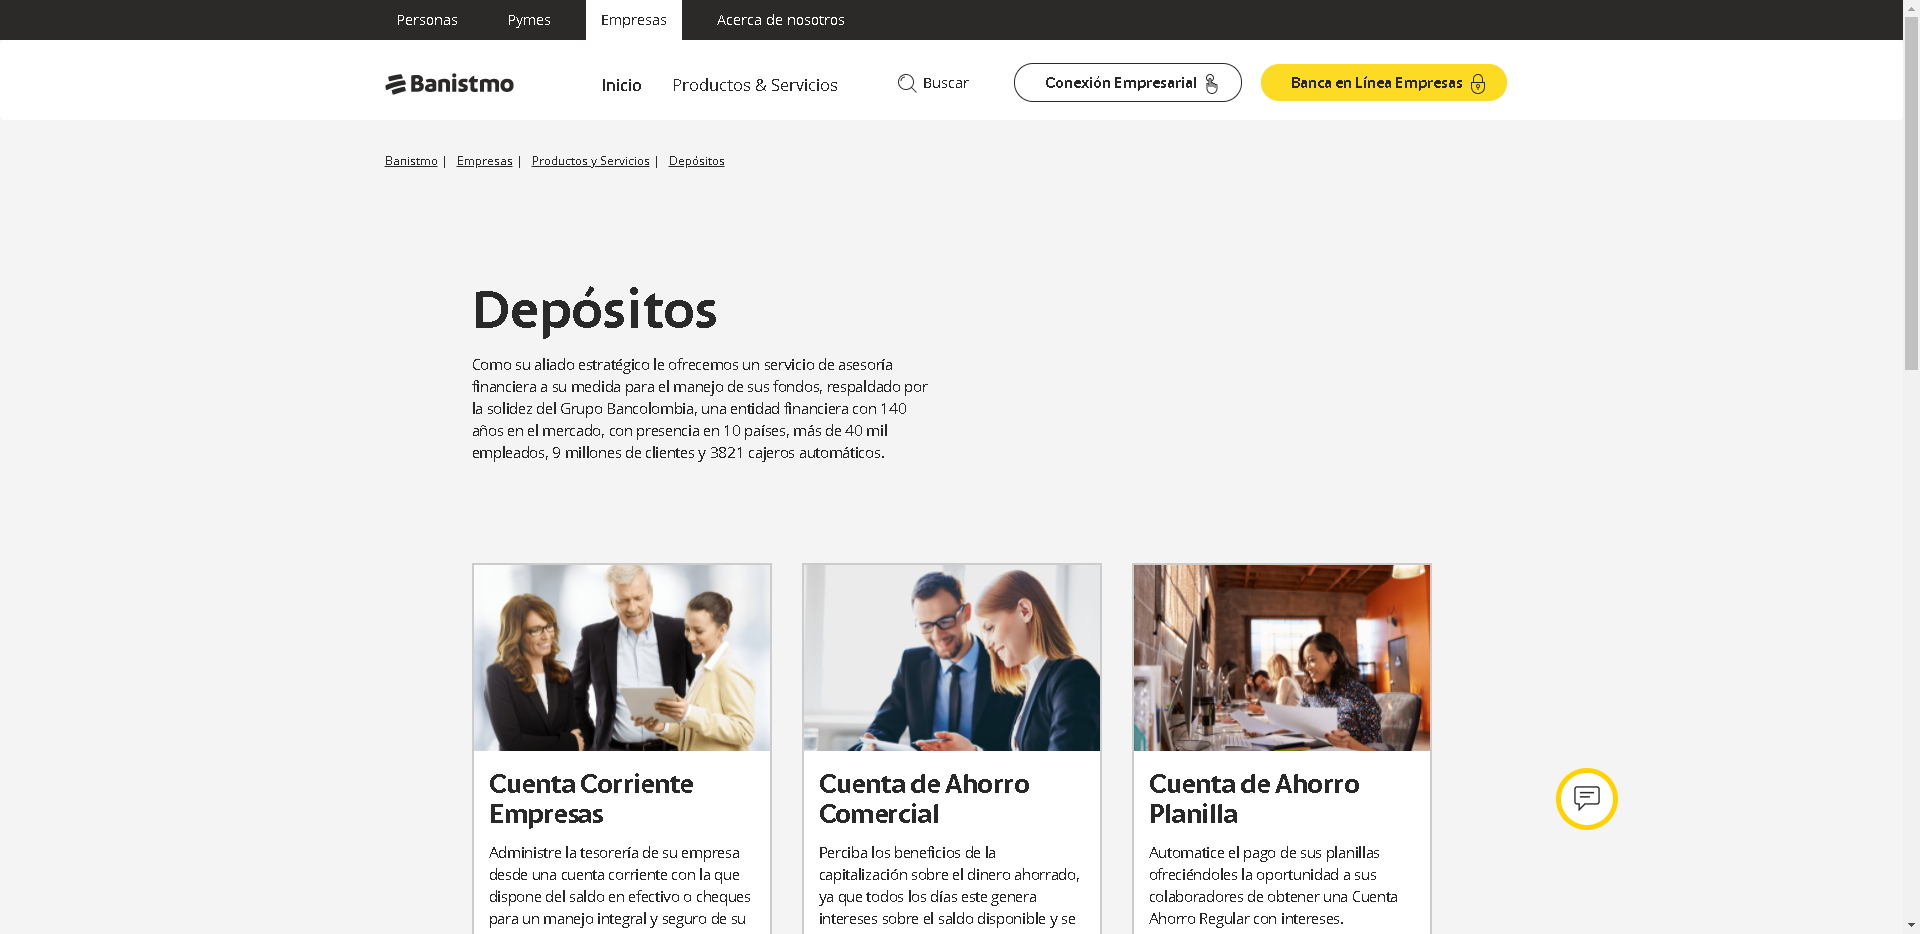 Personas
Pymes
Empresas
Acerca de nosotros
Banistmo
Inicio
Productos & Servicios
Buscar
Conexión Empresarial
Banca en Línea Empresas
Banistmo |
Empresas |
Productos y Servicios |
Depósitos
Depósitos
Como su aliado estratégico le ofrecemos un servicio de asesoría
financiera a su medida para el manejo de sus fondos, respaldado por
la solidez del Grupo Bancolombia, una entidad financiera con 140
años en el mercado, con presencia en 10 países, más de 40 mil
empleados, 9 millones de clientes y 3821 cajeros automáticos.
Cuenta Corriente
Empresas
Administre la tesorería de su empresa
desde una cuenta corriente con la que
dispone del saldo en efectivo o cheques
para un manejo integral y seguro de su
Cuenta de Ahorro
Comercial
Perciba los beneficios de la
capitalización sobre el dinero ahorrado,
ya que todos los días este genera
intereses sobre el saldo disponible y se
Cuenta de Ahorro
Planilla
Automatice el pago de sus planillas
ofreciéndoles la oportunidad a sus
colaboradores de obtener una Cuenta
Ahorro Regular con intereses.